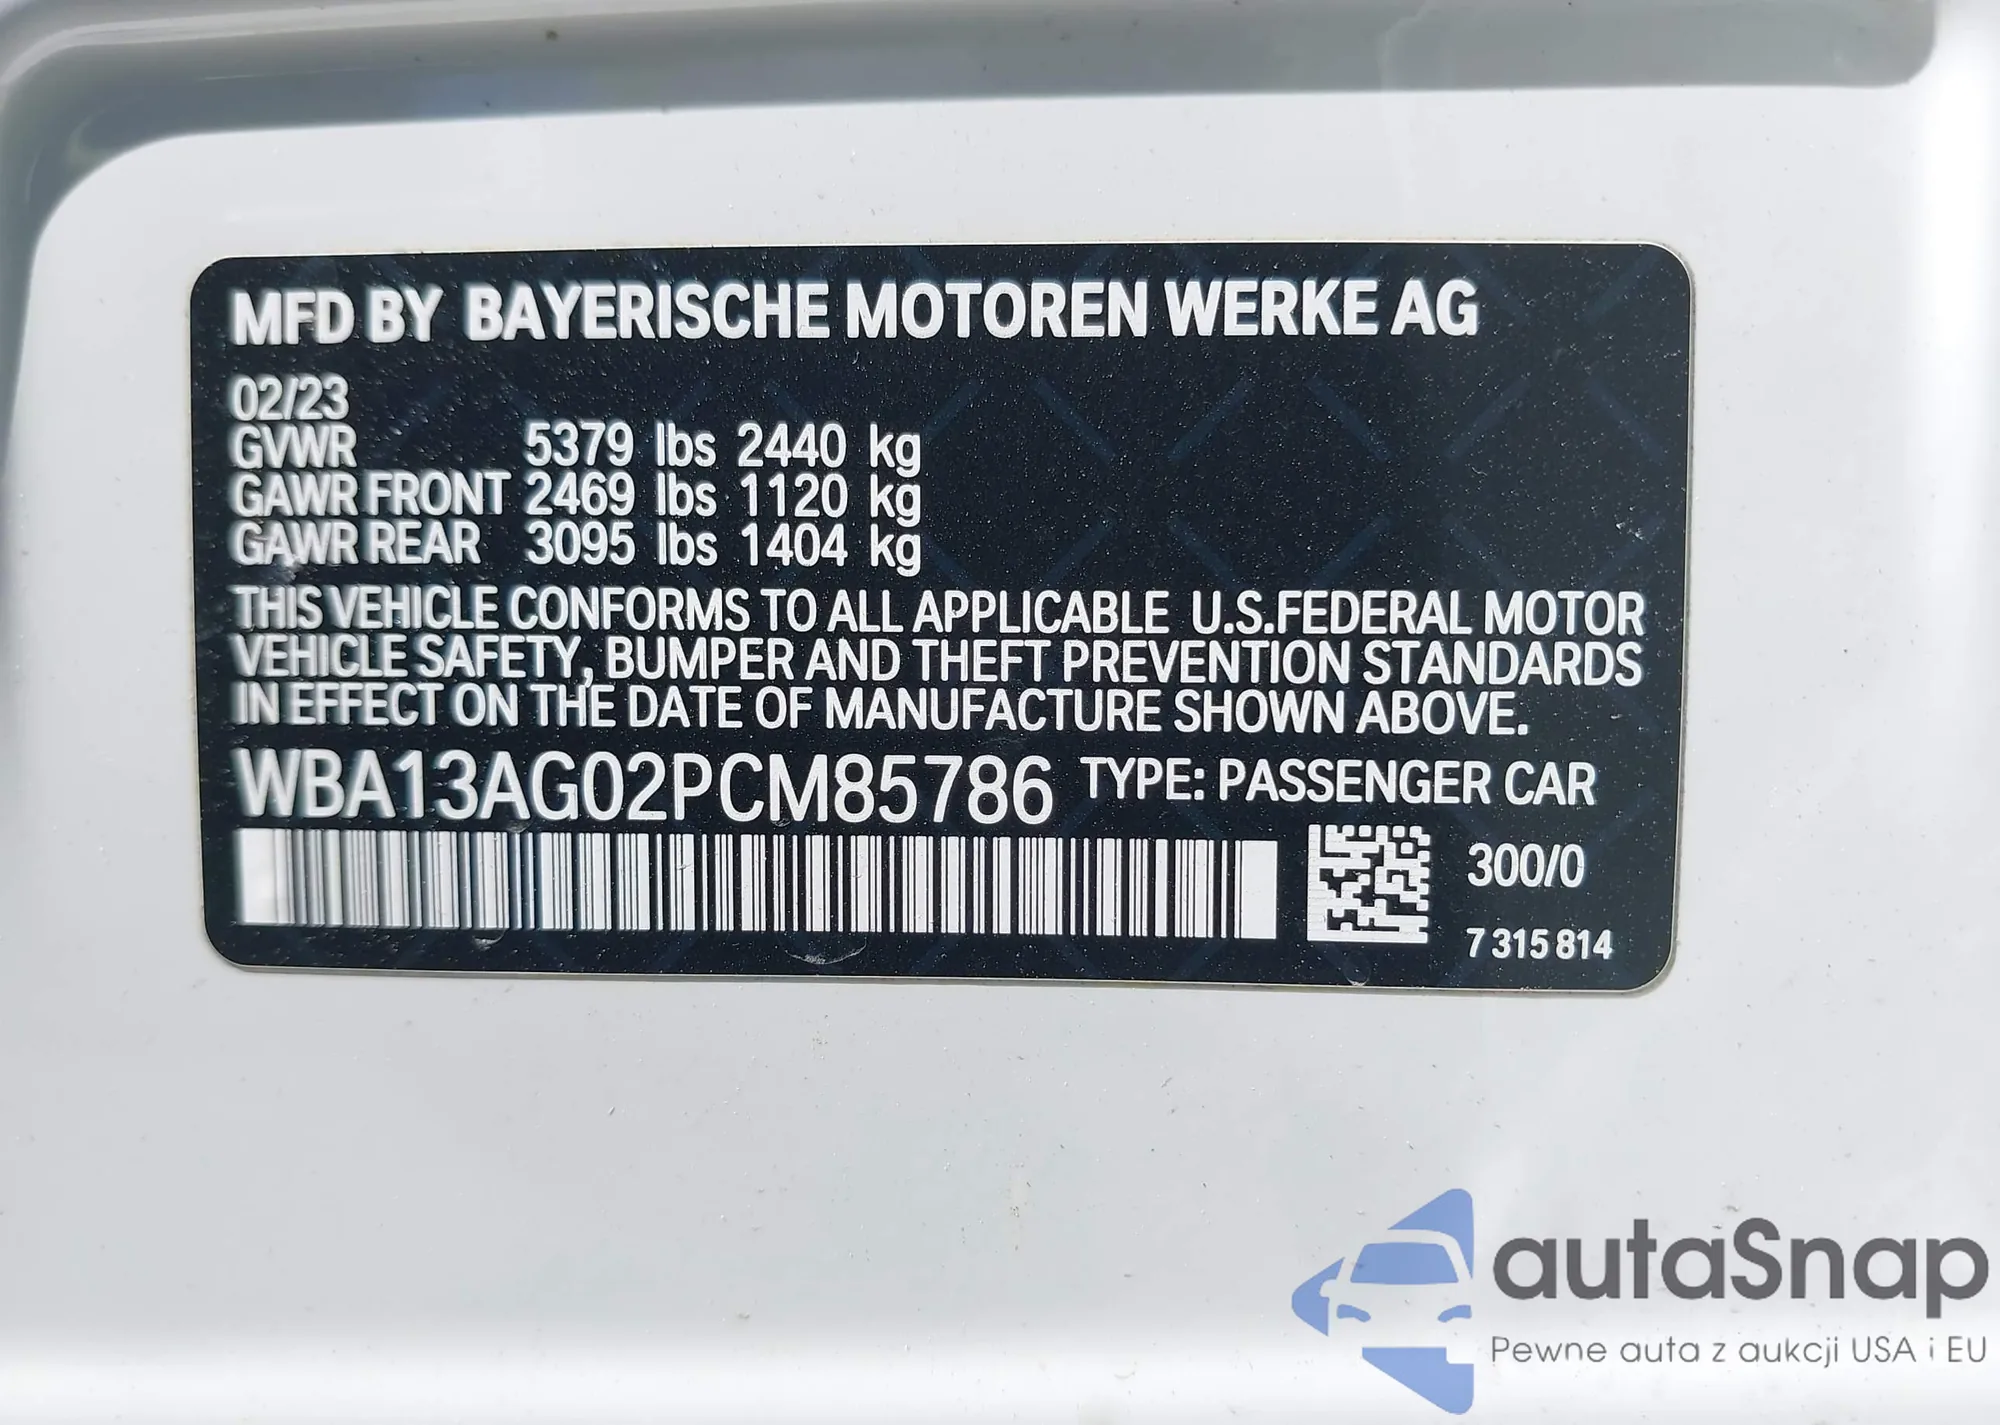 MFD BY BAYERISCHE MOTOREN WERKE AG
02/23
GVWR 5379 lbs 2440 kg
GAWR FRONT 2469 lbs 1120 kg
GAWR REAR 3095 lbs 1404 kg
THIS VEHICLE CONFORMS TO ALL APPLICABLE U.S.FEDERAL MOTOR
VEHICLE SAFETY, BUMPER AND THEFT PREVENTION STANDARDS
IN EFFECT ON THE DATE OF MANUFACTURE SHOWN ABOVE.
WBA13AG02PCM85786 TYPE: PASSENGER CAR
300/0
7 315 814
autaSnap
Pewne auta z aukcji USA i EU